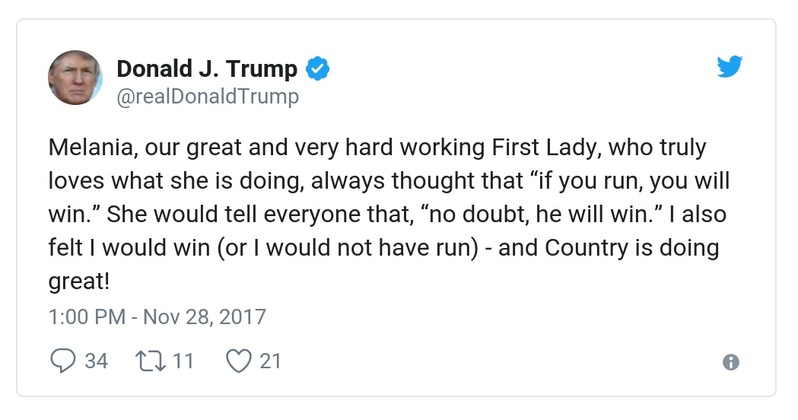 Donald J. Trump
@realDonaldTrump
Melania, our great and very hard working First Lady, who truly
loves what she is doing, always thought that “if you run, you will
win.” She would tell everyone that, “no doubt, he will win.” I also
felt I would win (or I would not have run) - and Country is doing
great!
1:00 PM - Nov 28, 2017
34 11 21